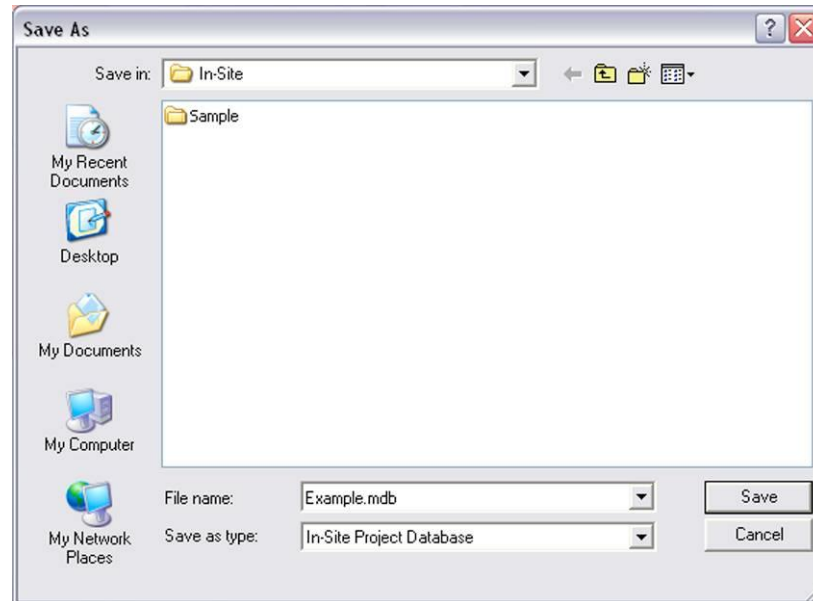 Save As
Save in:
In-Site
Sample
My Recent
Documents
Desktop
My Documents
My Computer
My Network
Places
File name:
Example.mdb
Save
Save as type:
In-Site Project Database
Cancel